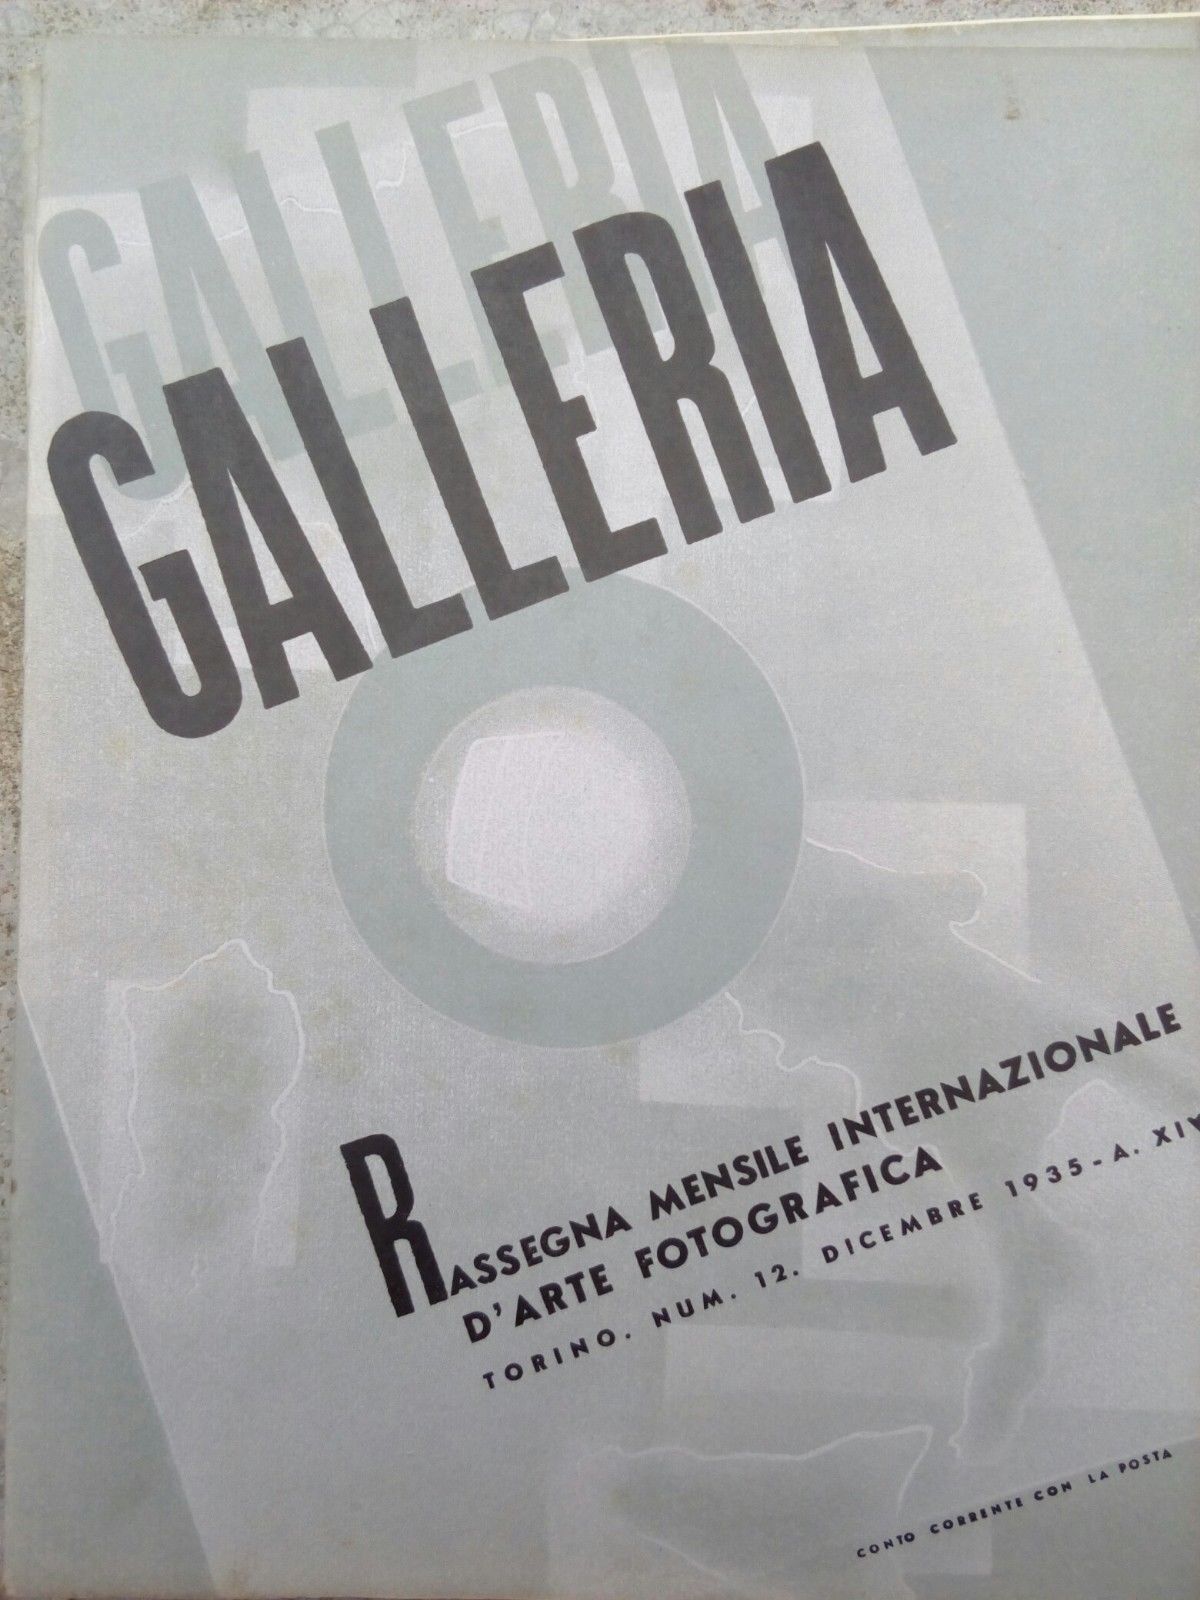 GALLERIA
GALLERIA
RASSEGNA MENSILE INTERNAZIONALE
D'ARTE FOTOGRAFICA
TORINO. NUM. 12. DICEMBRE 1935 - A. XIV
CONTO CORRENTE CON LA POSTA